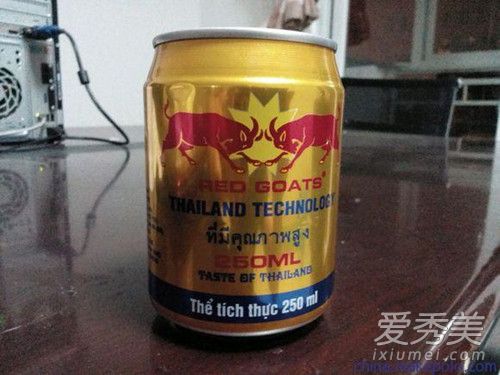 RED GOATS®
THAILAND TECHNOLOGY
ที่มีคุณภาพสูง
250ML
TASTE OF THAILAND
Thể tích thực 250 ml
爱秀美
ixiumei.com